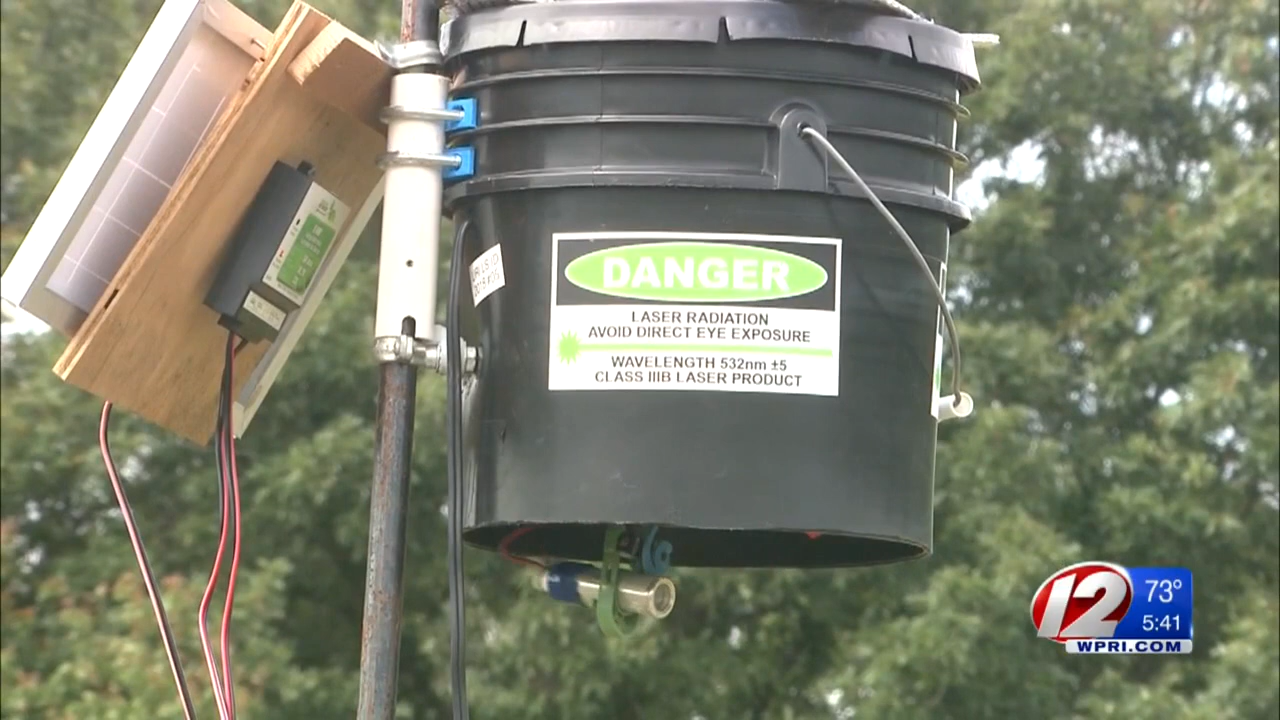 DANGER
LASER RADIATION
AVOID DIRECT EYE EXPOSURE
WAVELENGTH 532nm ±5
CLASS IIIB LASER PRODUCT
12
73°
5:41
WPRI.COM